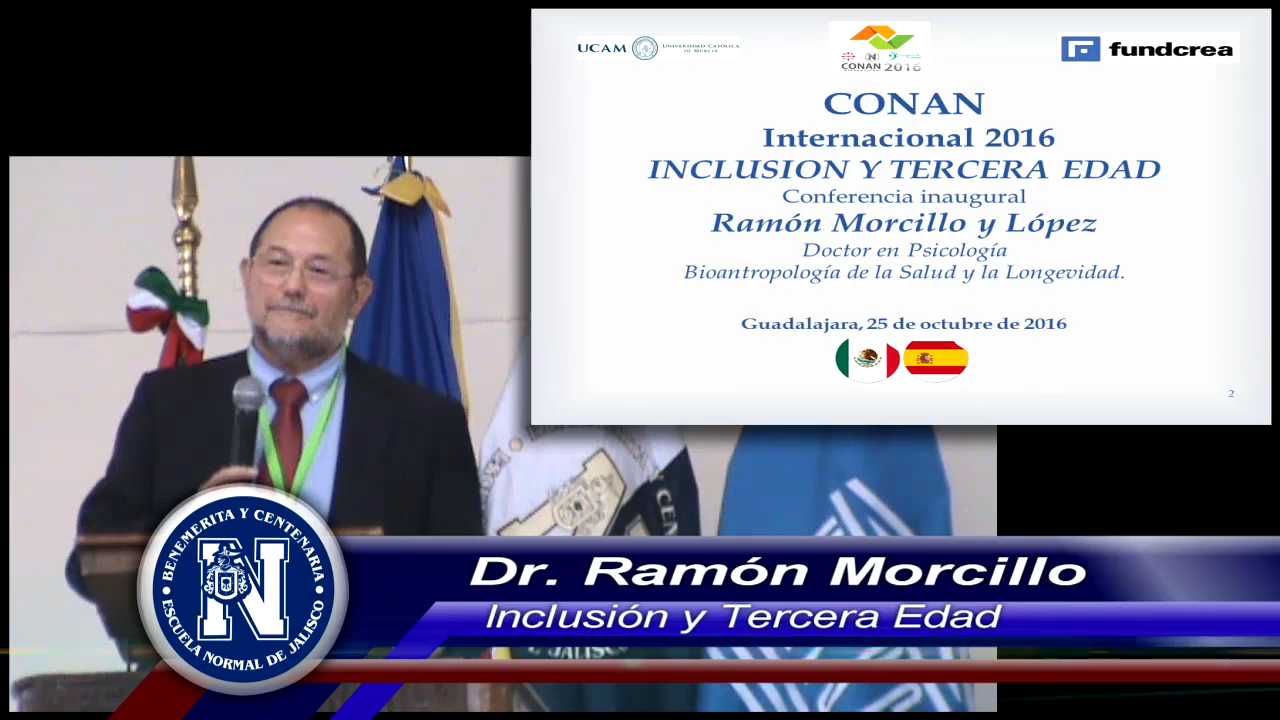 UCAM
UNIVERSIDAD CATÓLICA
DE MURCIA
CONAN 2016
fundcrea
CONAN
Internacional 2016
INCLUSION Y TERCERA EDAD
Conferencia inaugural
Ramón Morcillo y López
Doctor en Psicología
Bioantropología de la Salud y la Longevidad.
Guadalajara, 25 de octubre de 2016
2
BENEMERITA Y CENTENARIA
N
ESCUELA NORMAL DE JALISCO
Dr. Ramón Morcillo
Inclusión y Tercera Edad
E JALISCO